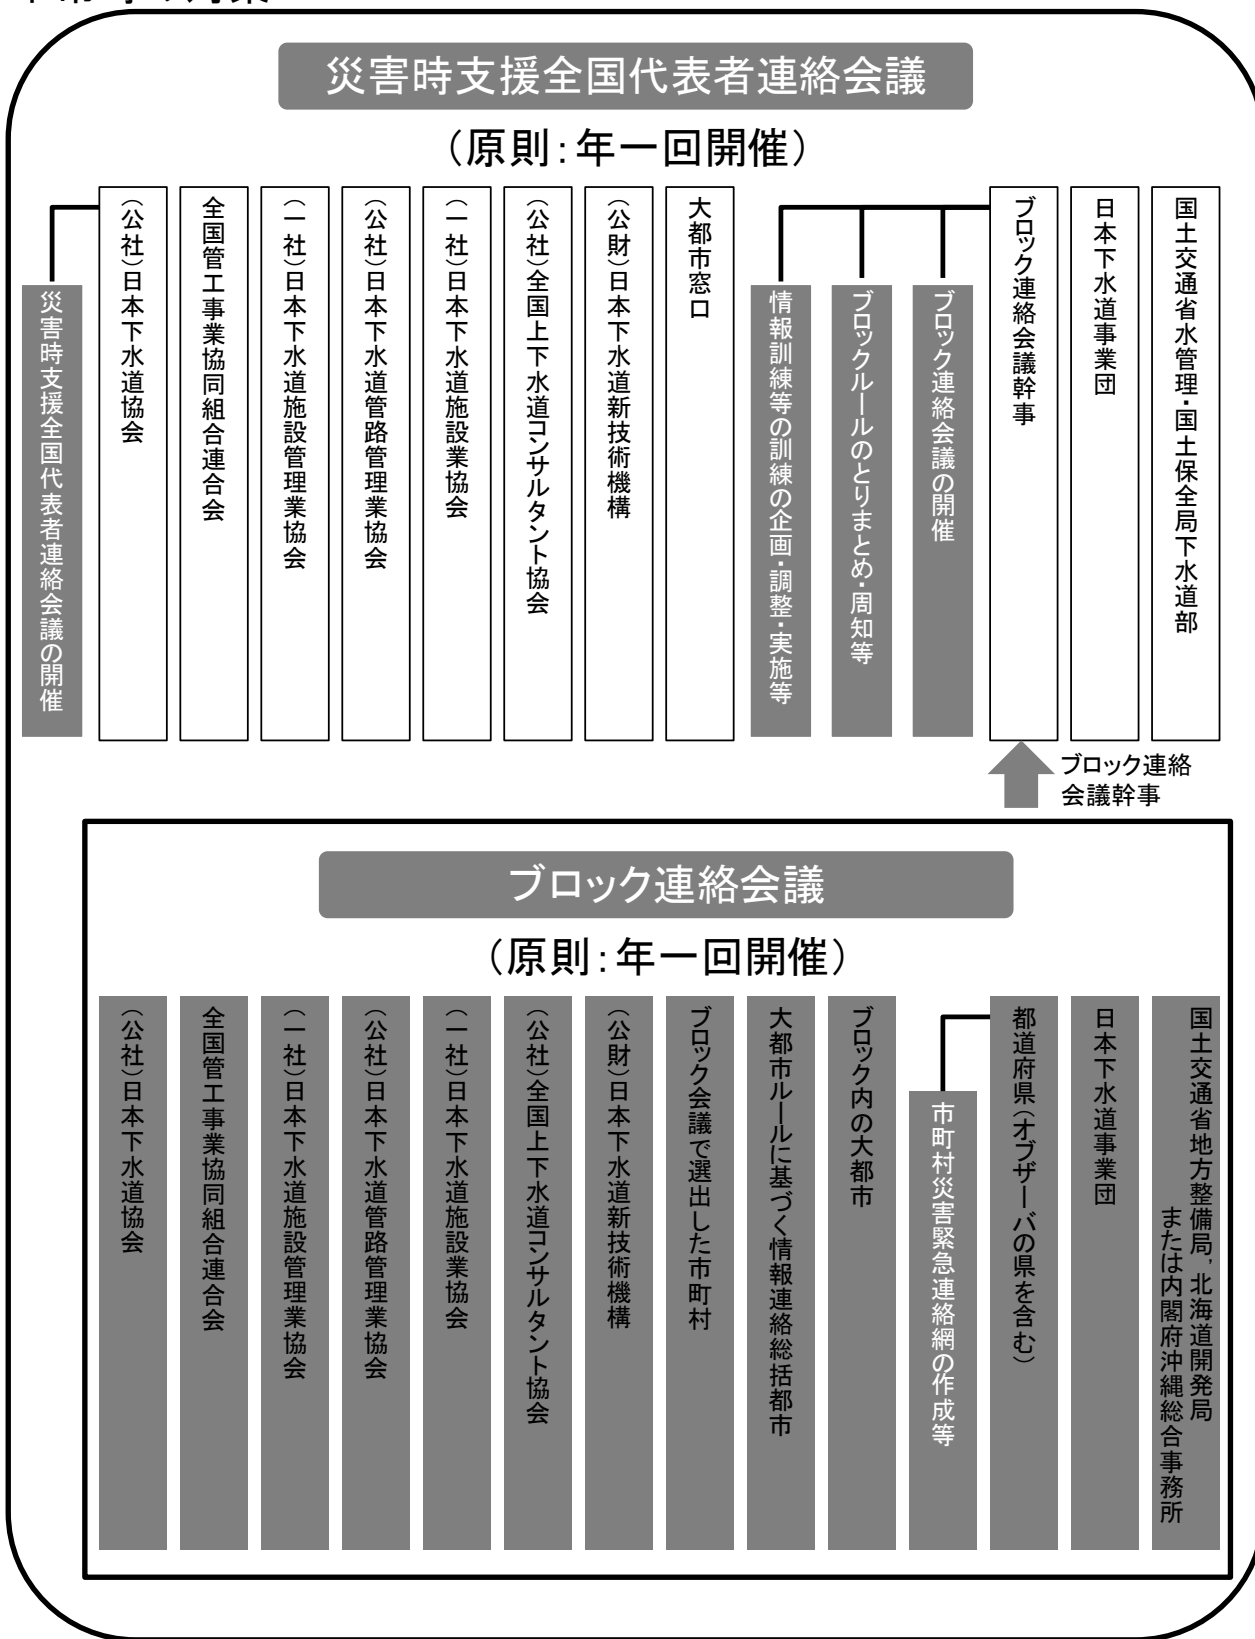 災害時支援全国代表者連絡会議
（原則：年一回開催）
国土交通省水管理・国土保全局下水道部
日本下水道事業団
ブロック連絡会議幹事
ブロック連絡会議の開催
ブロックルールのとりまとめ・周知等
情報訓練等の訓練の企画・調整・実施等
大都市窓口
（公財）日本下水道新技術機構
（公社）全国上下水道コンサルタント協会
（一社）日本下水道施設業協会
（公社）日本下水道管路管理業協会
（一社）日本下水道施設管理業協会
全国管工事業協同組合連合会
（公社）日本下水道協会
災害時支援全国代表者連絡会議の開催
ブロック連絡
会議幹事
ブロック連絡会議
（原則：年一回開催）
国土交通省地方整備局，北海道開発局
または内閣府沖縄総合事務所
日本下水道事業団
都道府県（オブザーバの県を含む）
市町村災害緊急連絡網の作成等
ブロック内の大都市
大都市ルールに基づく情報連絡総括都市
ブロック会議で選出した市町村
（公財）日本下水道新技術機構
（公社）全国上下水道コンサルタント協会
（一社）日本下水道施設業協会
（公社）日本下水道管路管理業協会
（一社）日本下水道施設管理業協会
全国管工事業協同組合連合会
（公社）日本下水道協会